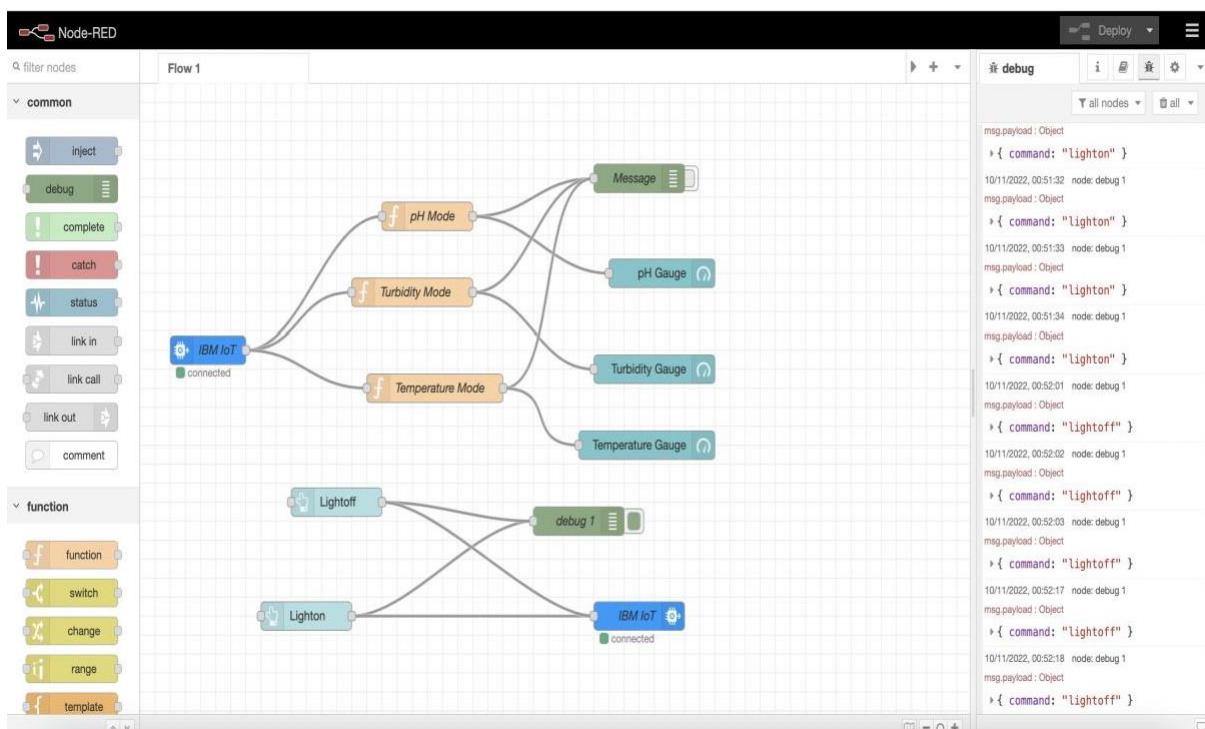 Node-RED
Deploy
filter nodes
common
inject
debug
complete
catch
status
link in
link call
link out
comment
function
function
switch
change
range
template
Flow 1
Message
pH Mode
pH Gauge
Turbidity Mode
IBM IoT
connected
Turbidity Gauge
Temperature Mode
Temperature Gauge
Lightoff
debug 1
Lighton
IBM IoT
connected
debug
all nodes
all
msg.payload : Object
{ command: "lighton" }
10/11/2022, 00:51:32 node: debug 1
msg.payload : Object
{ command: "lighton" }
10/11/2022, 00:51:33 node: debug 1
msg.payload : Object
{ command: "lighton" }
10/11/2022, 00:51:34 node: debug 1
msg.payload : Object
{ command: "lighton" }
10/11/2022, 00:52:01 node: debug 1
msg.payload : Object
{ command: "lightoff" }
10/11/2022, 00:52:02 node: debug 1
msg.payload : Object
{ command: "lightoff" }
10/11/2022, 00:52:03 node: debug 1
msg.payload : Object
{ command: "lightoff" }
10/11/2022, 00:52:17 node: debug 1
msg.payload : Object
{ command: "lightoff" }
10/11/2022, 00:52:18 node: debug 1
msg.payload : Object
{ command: "lightoff" }